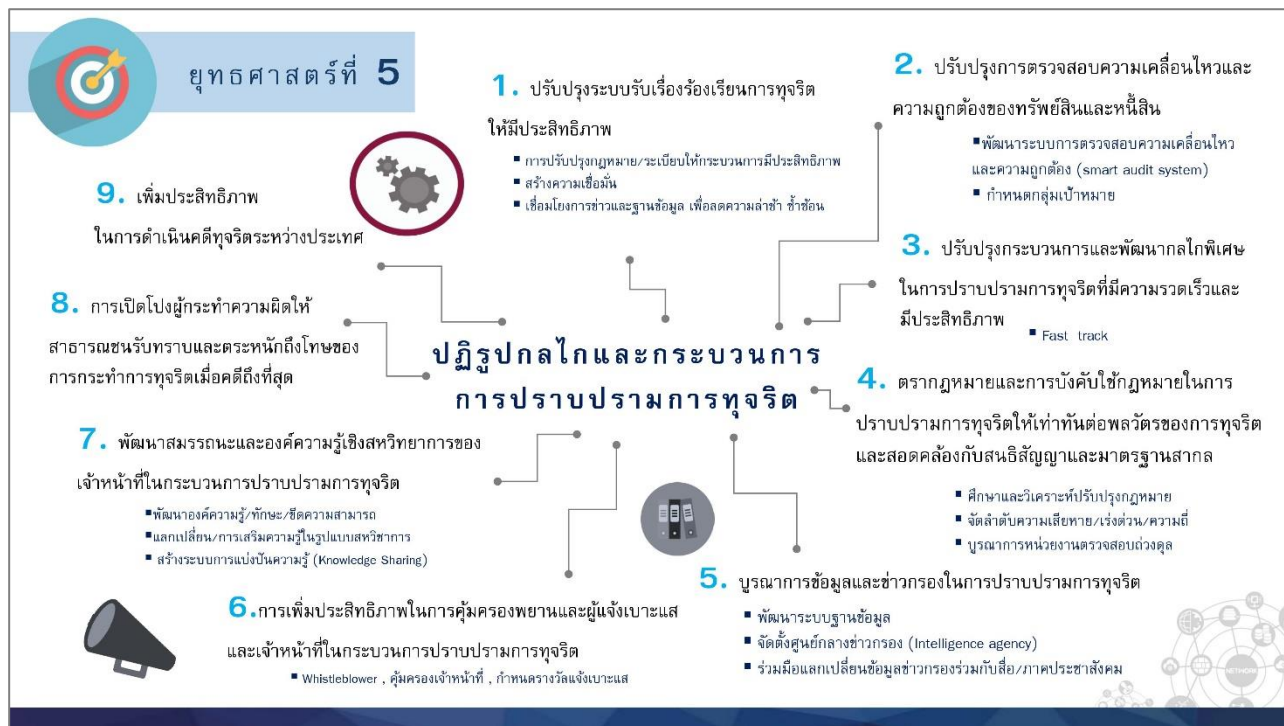 ยุทธศาสตร์ที่ 5
1. ปรับปรุงระบบรับเรื่องร้องเรียนการทุจริต
ให้มีประสิทธิภาพ
▪ การปรับปรุงกฎหมาย/ระเบียบให้กระบวนการมีประสิทธิภาพ
▪ สร้างความเชื่อมั่น
▪ เชื่อมโยงการข่าวและฐานข้อมูล เพื่อลดความล่าช้า ซ้ำซ้อน
2. ปรับปรุงการตรวจสอบความเคลื่อนไหวและ
ความถูกต้องของทรัพย์สินและหนี้สิน
▪พัฒนาระบบการตรวจสอบความเคลื่อนไหว
และความถูกต้อง (smart audit system)
▪ กำหนดกลุ่มเป้าหมาย
3. ปรับปรุงกระบวนการและพัฒนากลไกพิเศษ
ในการปราบปรามการทุจริตที่มีความรวดเร็วและ
มีประสิทธิภาพ
▪ Fast track
ปฏิรูปกลไกและกระบวนการ
การปราบปรามการทุจริต
4. ตรากฎหมายและการบังคับใช้กฎหมายในการ
ปราบปรามการทุจริตให้เท่าทันต่อพลวัตรของการทุจริต
และสอดคล้องกับสนธิสัญญาและมาตรฐานสากล
▪ ศึกษาและวิเคราะห์ปรับปรุงกฎหมาย
▪ จัดลำดับความเสียหาย/เร่งด่วน/ความถี่
▪ บูรณาการหน่วยงานตรวจสอบถ่วงดุล
5. บูรณาการข้อมูลและข่าวกรองในการปราบปรามการทุจริต
▪ พัฒนาระบบฐานข้อมูล
▪ จัดตั้งศูนย์กลางข่าวกรอง (Intelligence agency)
▪ ร่วมมือแลกเปลี่ยนข้อมูลข่าวกรองร่วมกับสื่อ/ภาคประชาสังคม
6.การเพิ่มประสิทธิภาพในการคุ้มครองพยานและผู้แจ้งเบาะแส
และเจ้าหน้าที่ในกระบวนการปราบปรามการทุจริต
▪ Whistleblower , คุ้มครองเจ้าหน้าที่ , กำหนดรางวัลแจ้งเบาะแส
7. พัฒนาสมรรถนะและองค์ความรู้เชิงสหวิทยาการของ
เจ้าหน้าที่ในกระบวนการปราบปรามการทุจริต
▪พัฒนาองค์ความรู้/ทักษะ/ขีดความสามารถ
▪แลกเปลี่ยน/การเสริมความรู้ในรูปแบบสหวิชาการ
▪ สร้างระบบการแบ่งปันความรู้ (Knowledge Sharing)
8. การเปิดโปงผู้กระทำความผิดให้
สาธารณชนรับทราบและตระหนักถึงโทษของ
การกระทำการทุจริตเมื่อคดีถึงที่สุด
9. เพิ่มประสิทธิภาพ
ในการดำเนินคดีทุจริตระหว่างประเทศ
NETWORK